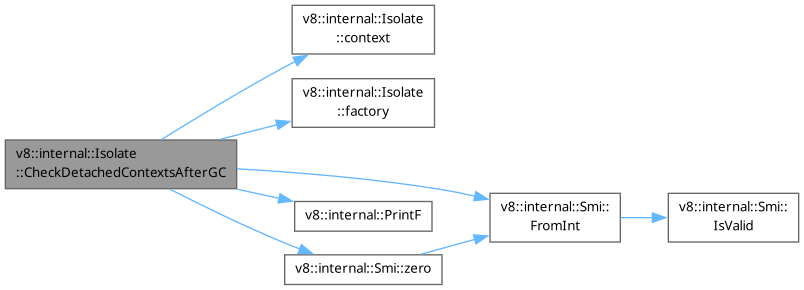 v8::internal::Isolate
::context
v8::internal::Isolate
::factory
v8::internal::Isolate
::CheckDetachedContextsAfterGC
v8::internal::PrintF
v8::internal::Smi::zero
v8::internal::Smi::
FromInt
v8::internal::Smi::
IsValid